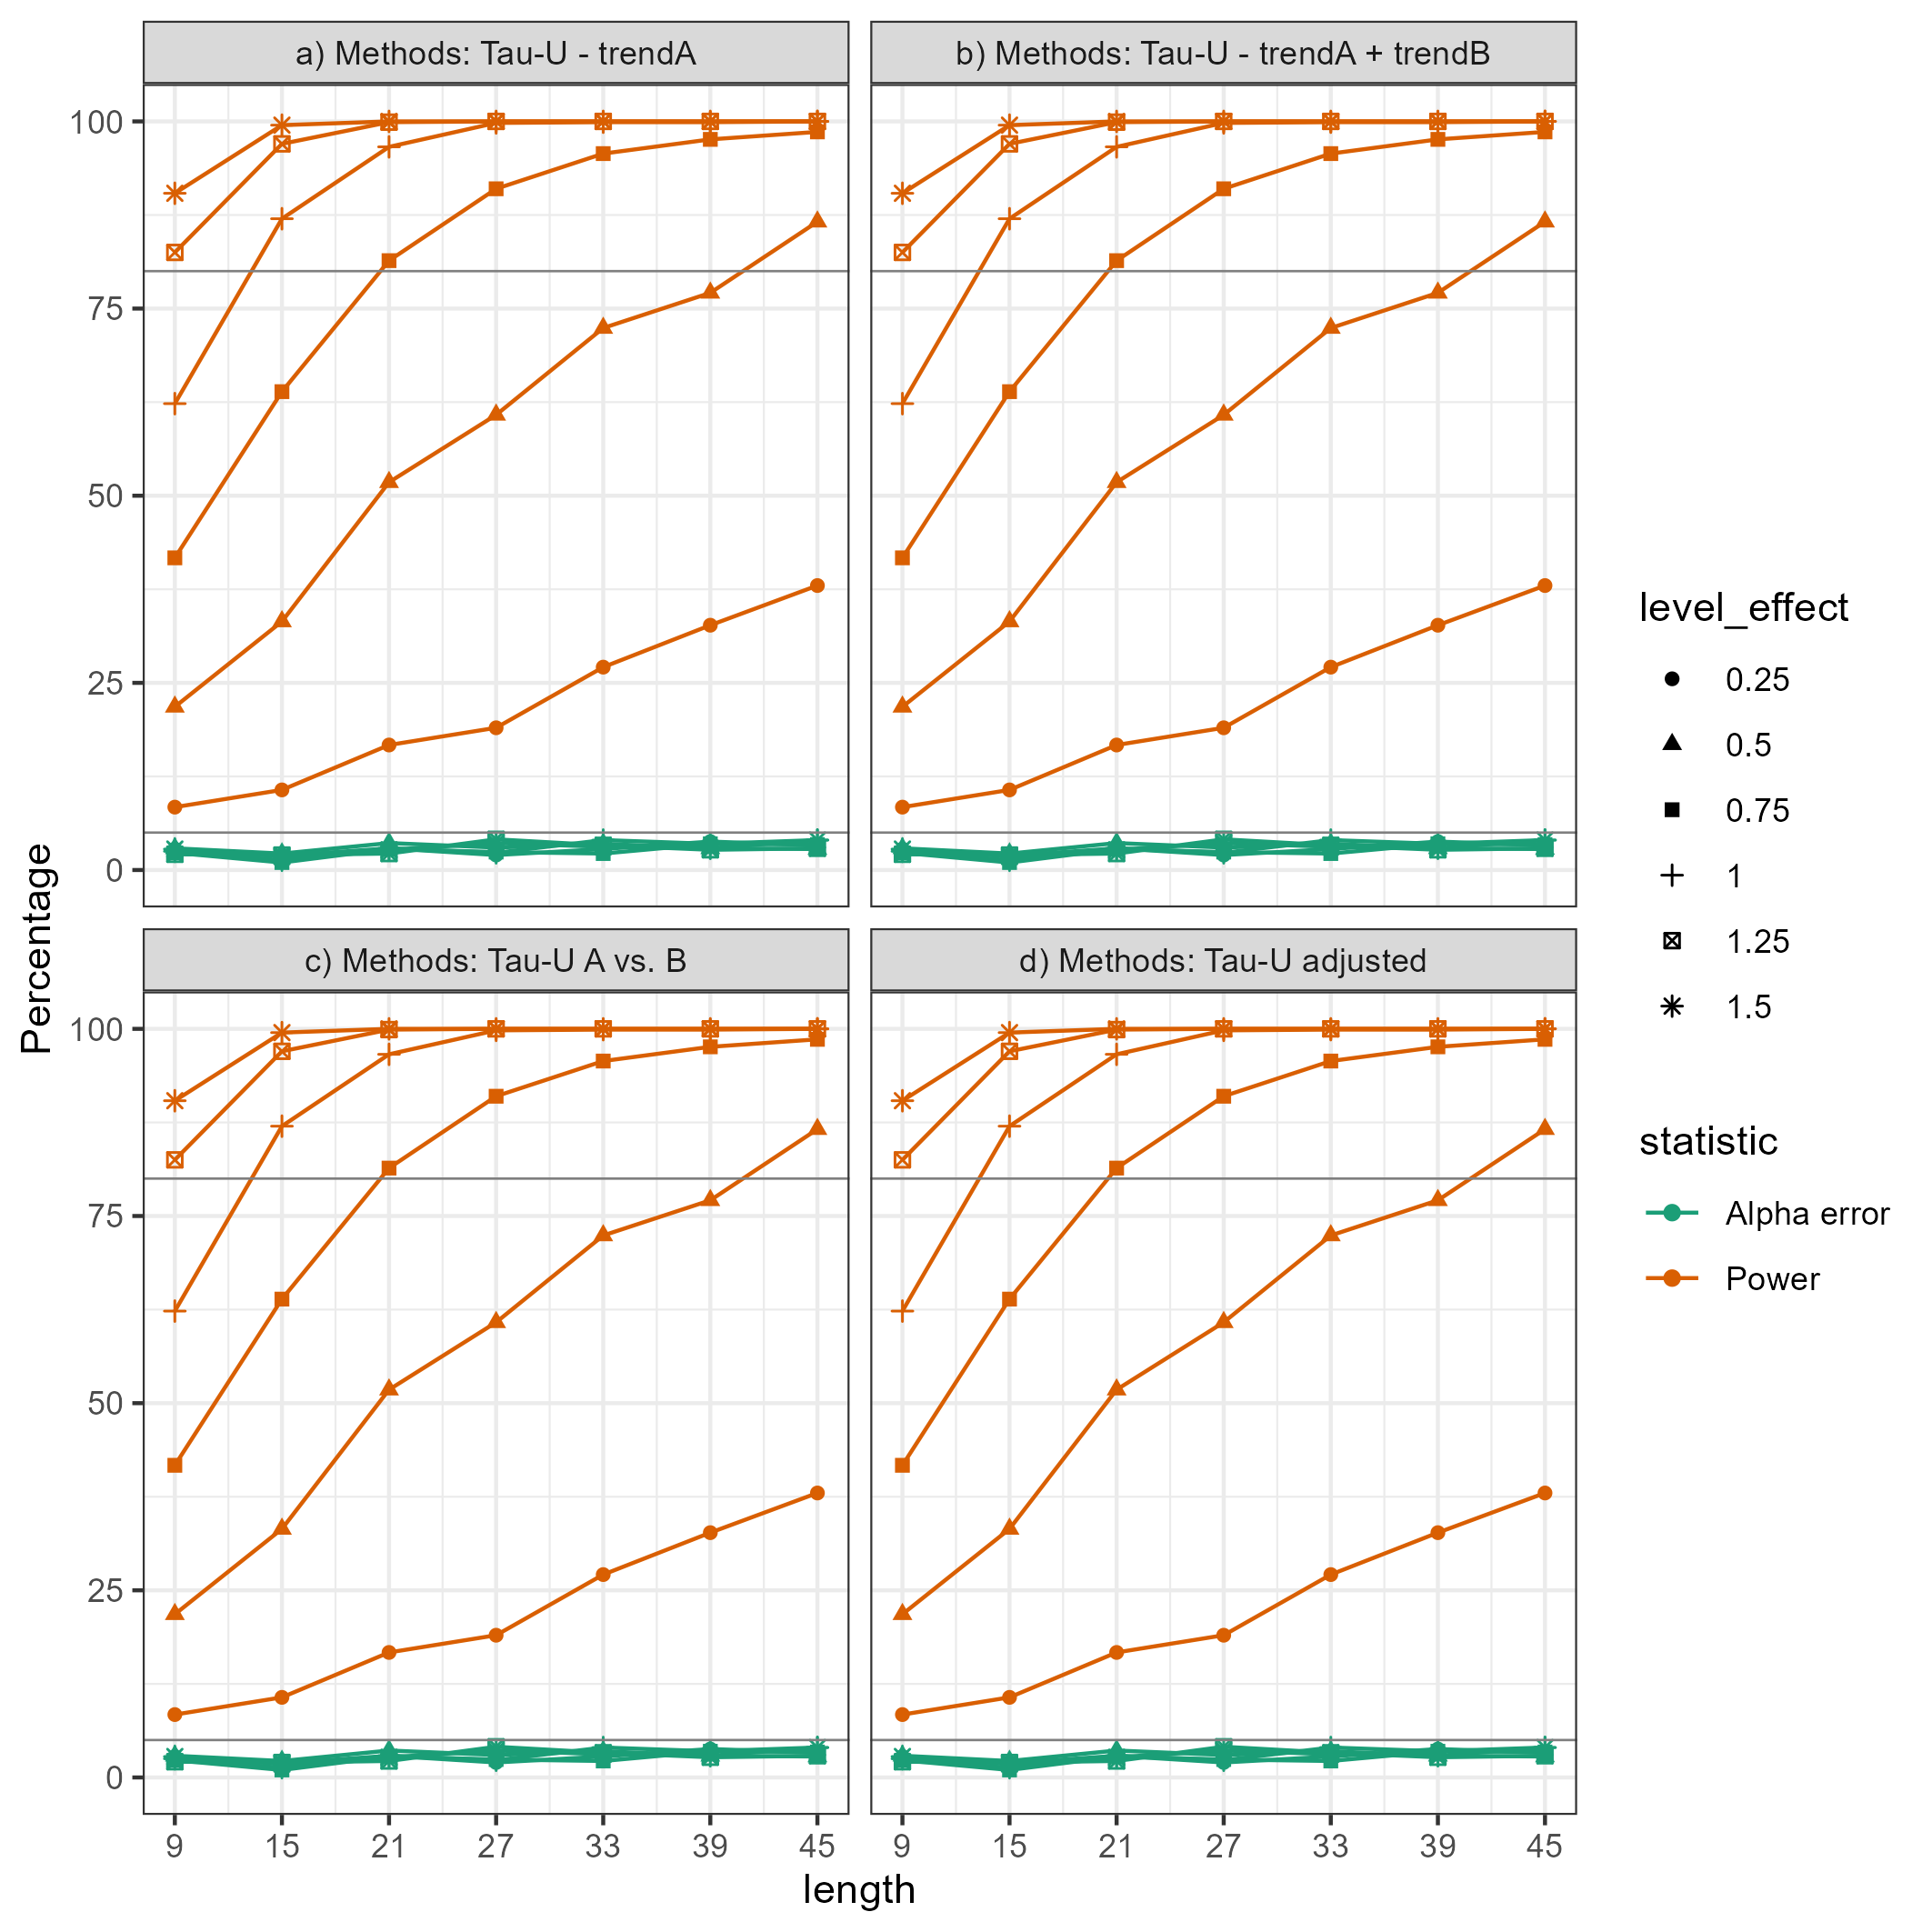 a) Methods: Tau-U - trendA
b) Methods: Tau-U - trendA + trendB
100
75
50
25
0
c) Methods: Tau-U A vs. B
d) Methods: Tau-U adjusted
100
75
50
25
0
9 15 21 27 33 39 45
9 15 21 27 33 39 45
length
Percentage
level_effect
0.25
0.5
0.75
1
1.25
1.5
statistic
Alpha error
Power